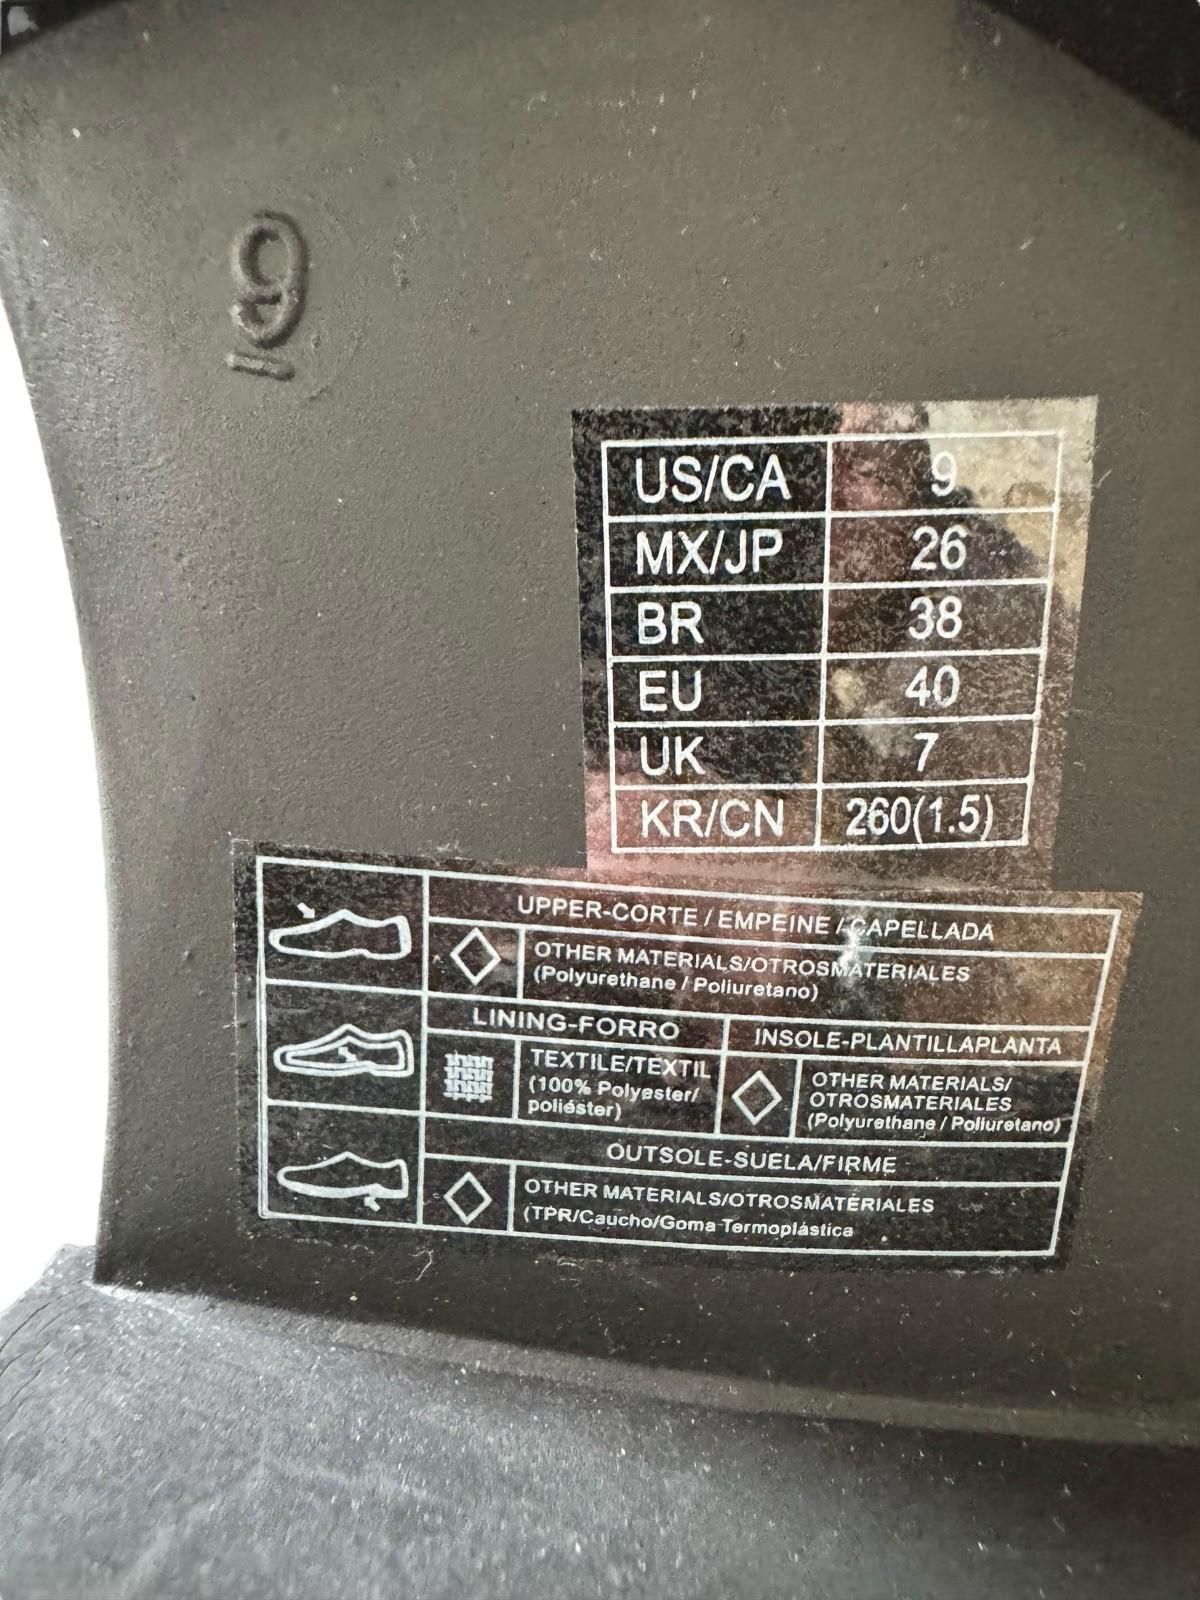 9
US/CA 9
MX/JP 26
BR 38
EU 40
UK 7
KR/CN 260(1.5)
UPPER-CORTE / EMPEINE / CAPELLADA
OTHER MATERIALS/OTROSMATERIALES
(Polyurethane / Poliuretano)
LINING-FORRO
TEXTILE/TEXTIL
(100% Polyester/
poliéster)
INSOLE-PLANTILLAPLANTA
OTHER MATERIALS/
OTROSMATERIALES
(Polyurethane / Poliuretano)
OUTSOLE-SUELA/FIRME
OTHER MATERIALS/OTROSMATERIALES
(TPR/Caucho/Goma Termoplástica